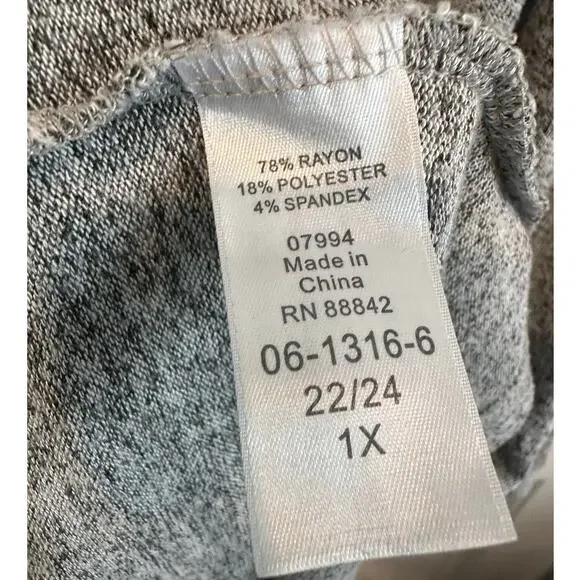 78% RAYON
18% POLYESTER
4% SPANDEX
07994
Made in
China
RN 88842
06-1316-6
22/24
1X